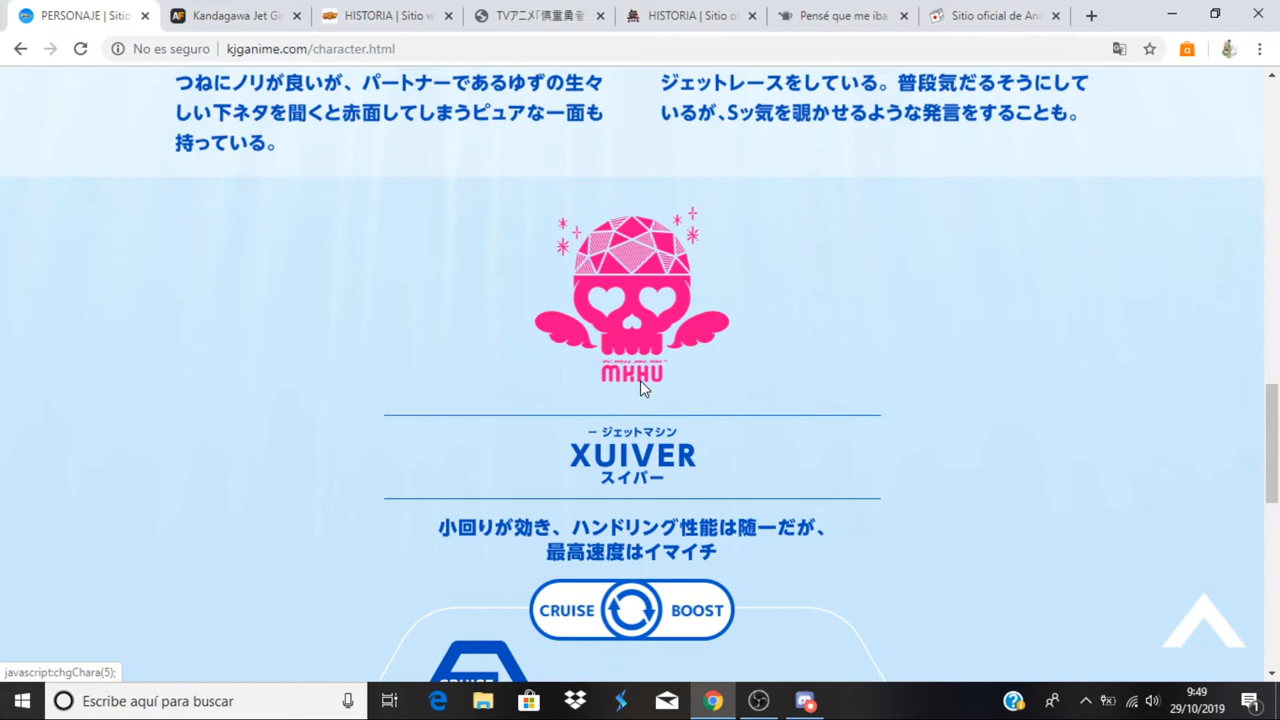 PERSONAJE | Sitio
Kandagawa Jet Gi
HISTORIA | Sitio w
TVアニメ「慎重勇者
HISTORIA | Sitio of
Pensé que me iba
Sitio oficial de Ani
No es seguro
kjganime.com/character.html
つねにノリが良いが、パートナーであるゆずの生々
しい下ネタを聞くと赤面してしまうピュアな一面も
持っている。
ジェットレースをしている。普段気だるそうにして
いるが、Sッ気を覗かせるような発言をすることも。
MKHU
− ジェットマシン
XUIVER
スイバー
小回りが効き、ハンドリング性能は随一だが、
最高速度はイマイチ
CRUISE
BOOST
CRUISE
javascript:chgChara(5);
Escribe aquí para buscar
9:49
29/10/2019
1